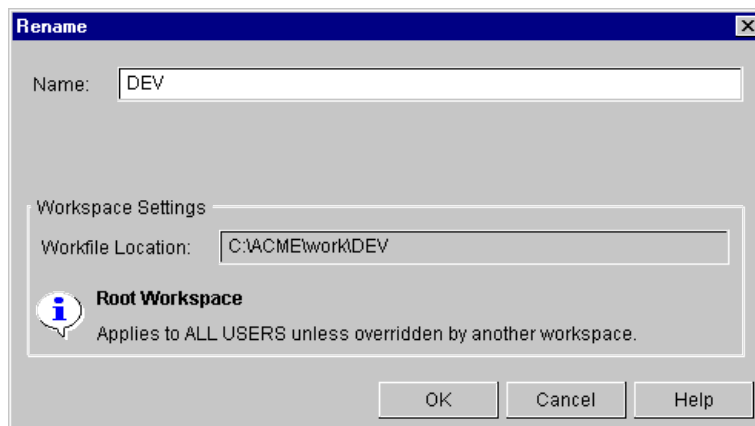 Rename
Name: DEV
Workspace Settings
Workfile Location: C:\ACME\work\DEV
Root Workspace
Applies to ALL USERS unless overridden by another workspace.
OK Cancel Help